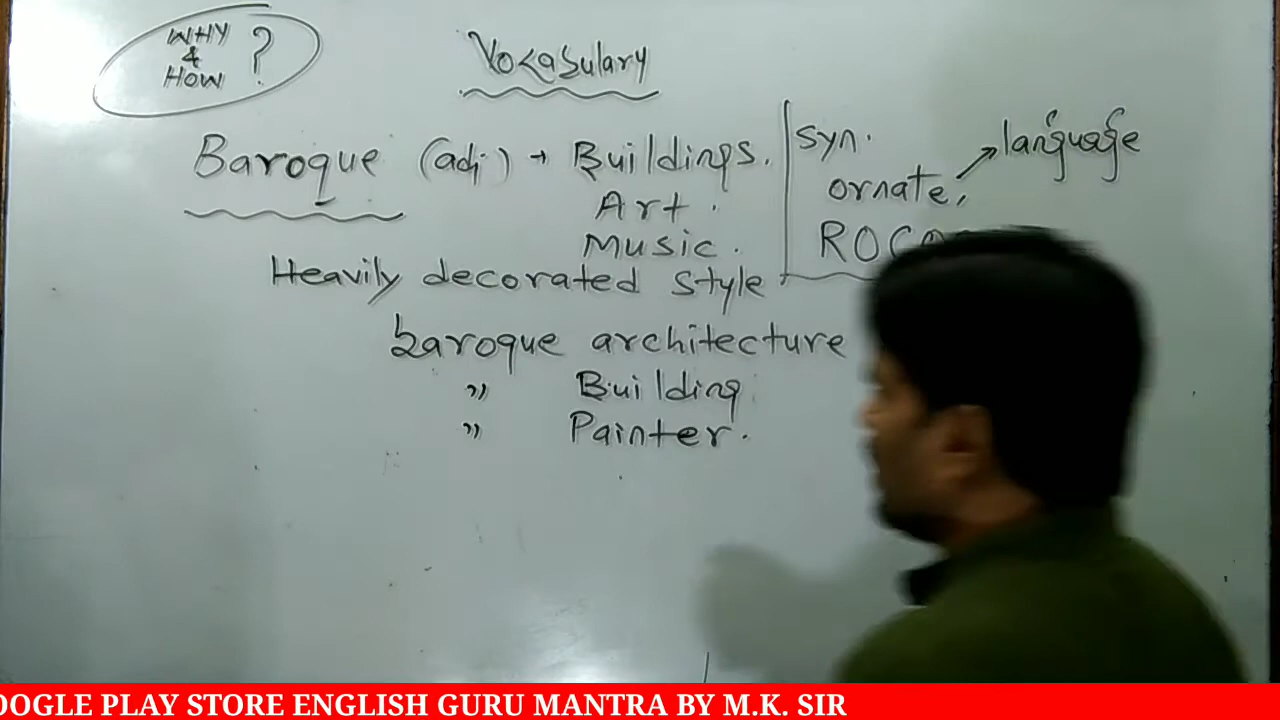 WHY
&
HOW ?
Vocabulary
Baroque (adj) → Buildings.
Art.
Music.
Heavily decorated style
baroque architecture
" Building
" Painter.
syn.
ornate, → language
OOGLE PLAY STORE ENGLISH GURU MANTRA BY M.K. SIR